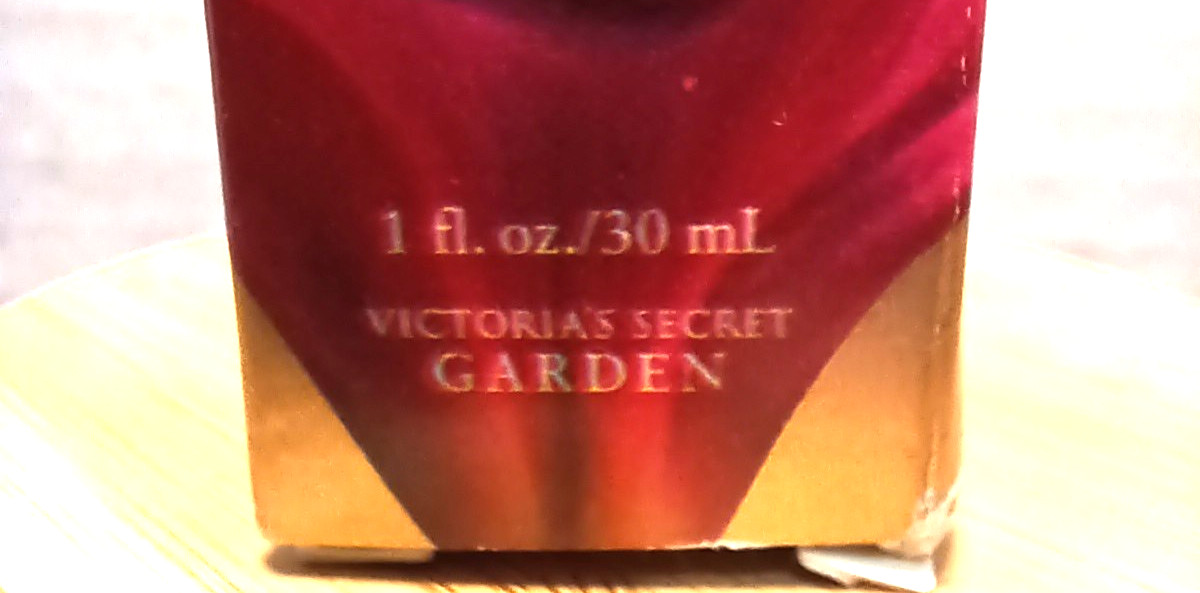 1 fl. oz./30 mL
VICTORIA'S SECRET
GARDEN